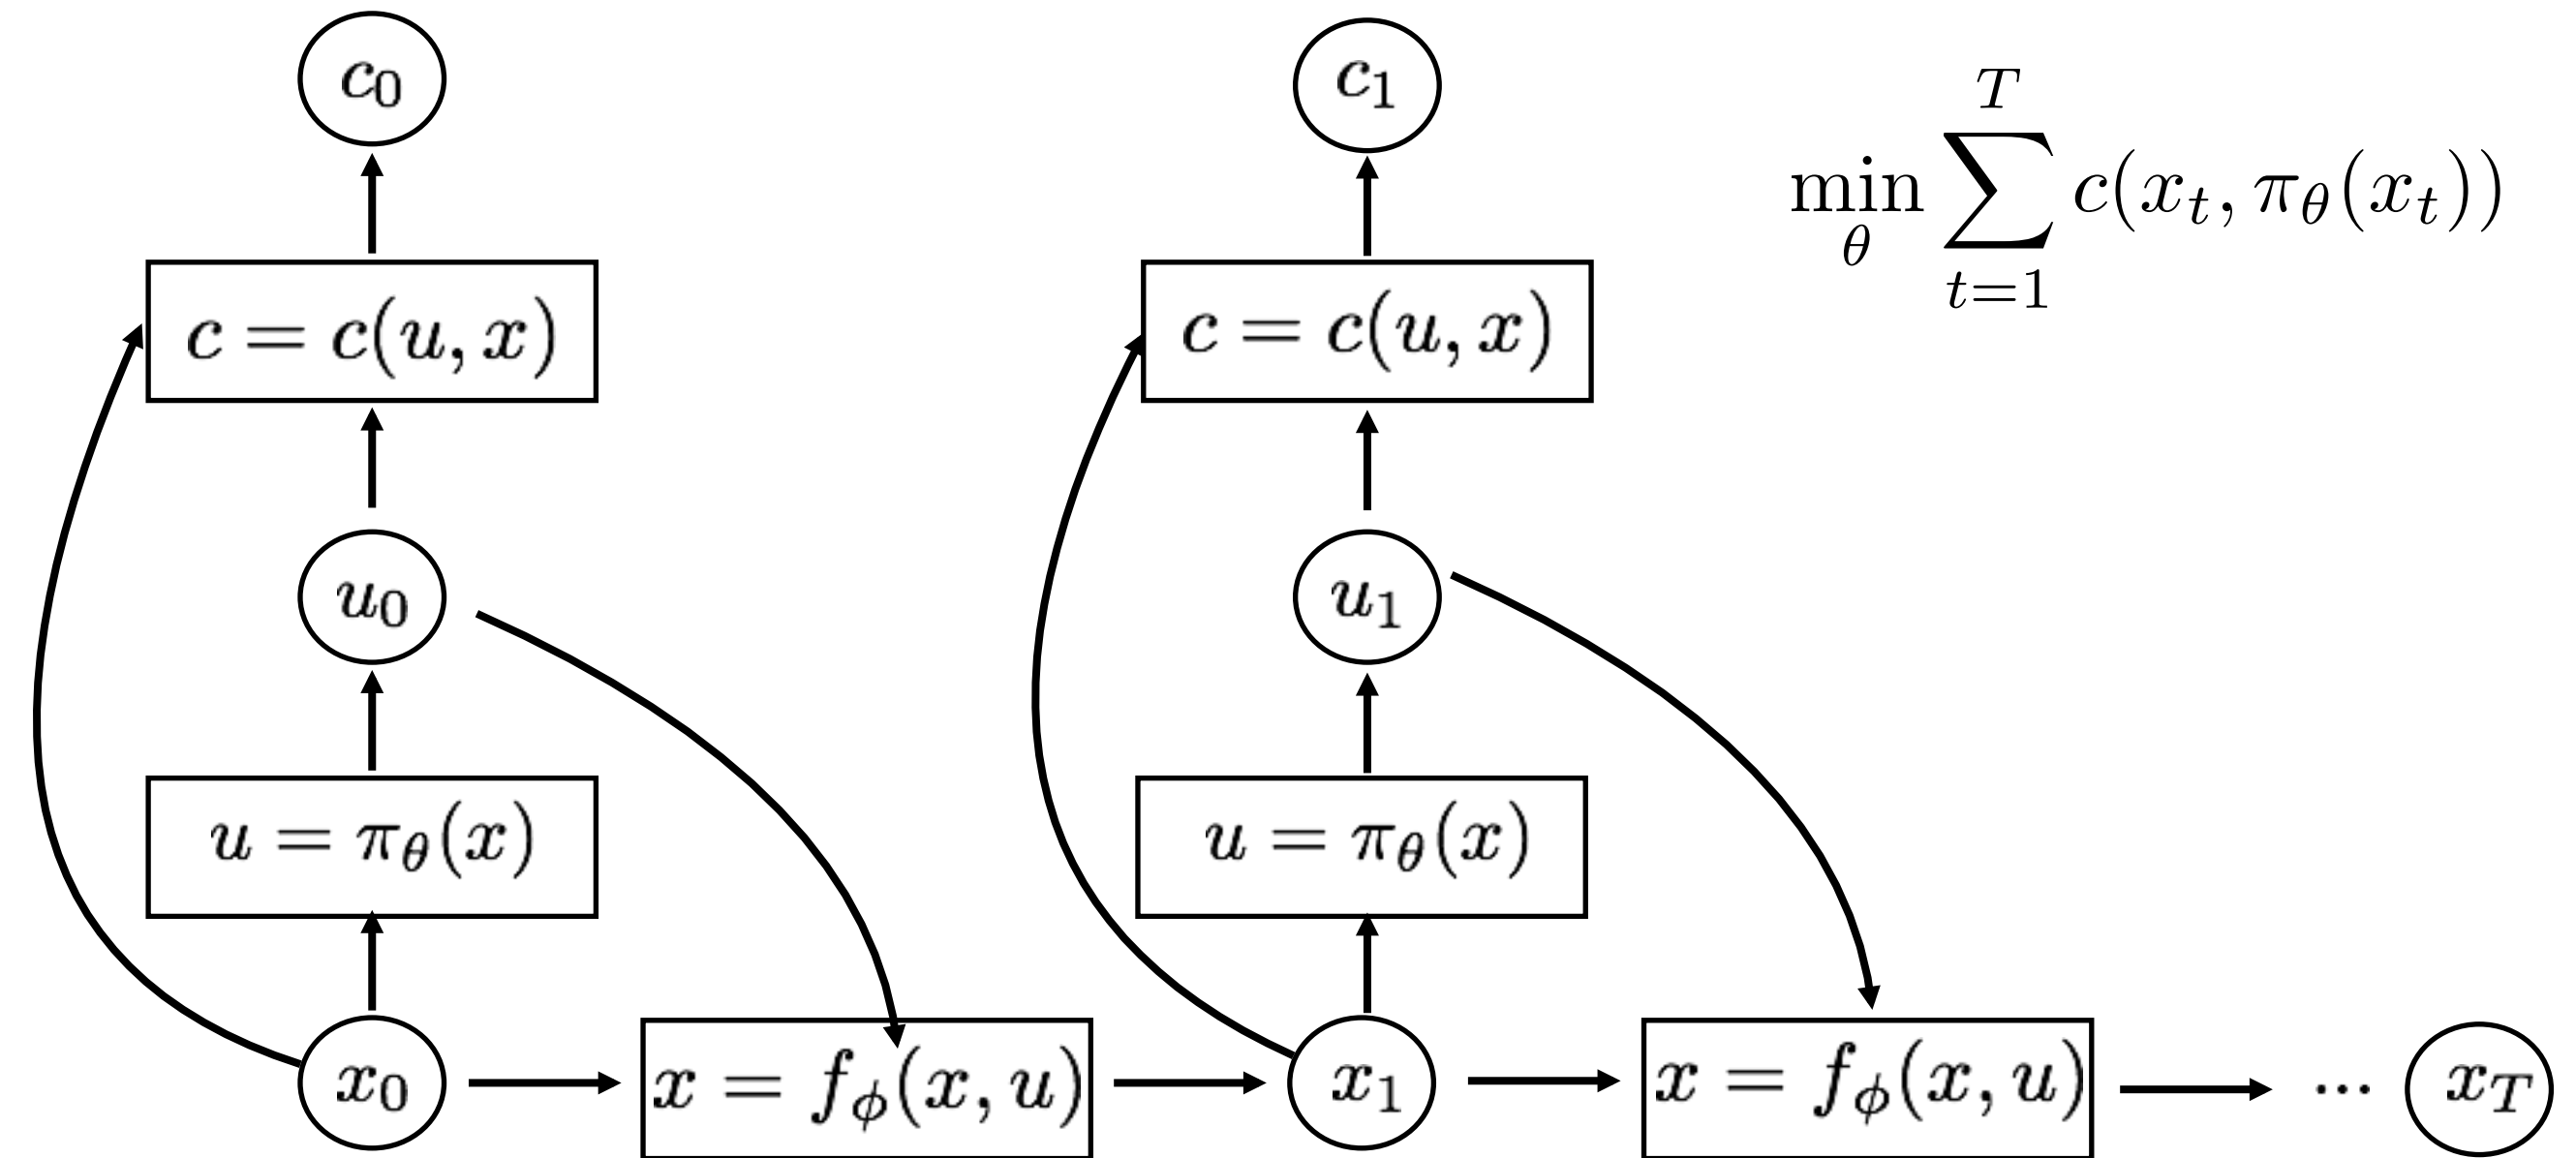 c₀
c₁
min_θ ∑_{t=1}^{T} c(x_t, π_θ(x_t))
c = c(u, x)
c = c(u, x)
u₀
u₁
u = π_θ(x)
u = π_θ(x)
x₀
x = f_ϕ(x, u)
x₁
x = f_ϕ(x, u)
...
x_T